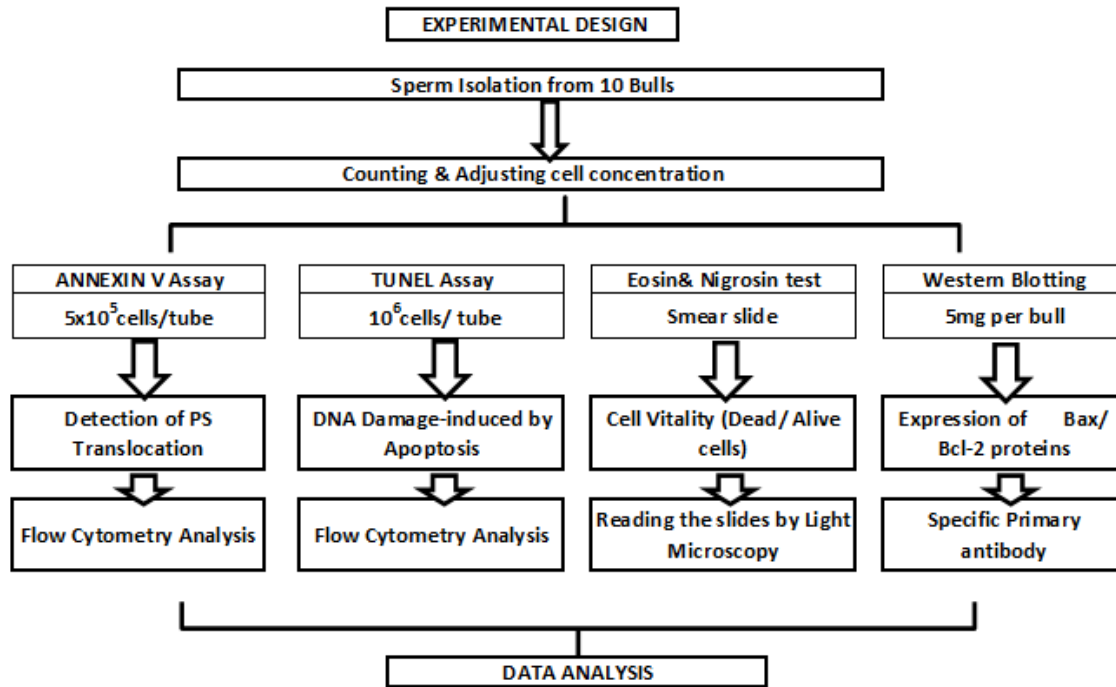 EXPERIMENTAL DESIGN
Sperm Isolation from 10 Bulls
Counting & Adjusting cell concentration
ANNEXIN V Assay
5x10⁵cells/tube
Detection of PS
Translocation
Flow Cytometry Analysis
TUNEL Assay
10⁶cells/ tube
DNA Damage-induced by
Apoptosis
Flow Cytometry Analysis
Eosin& Nigrosin test
Smear slide
Cell Vitality (Dead/ Alive
cells)
Reading the slides by Light
Microscopy
Western Blotting
5mg per bull
Expression of Bax/
Bcl-2 proteins
Specific Primary
antibody
DATA ANALYSIS